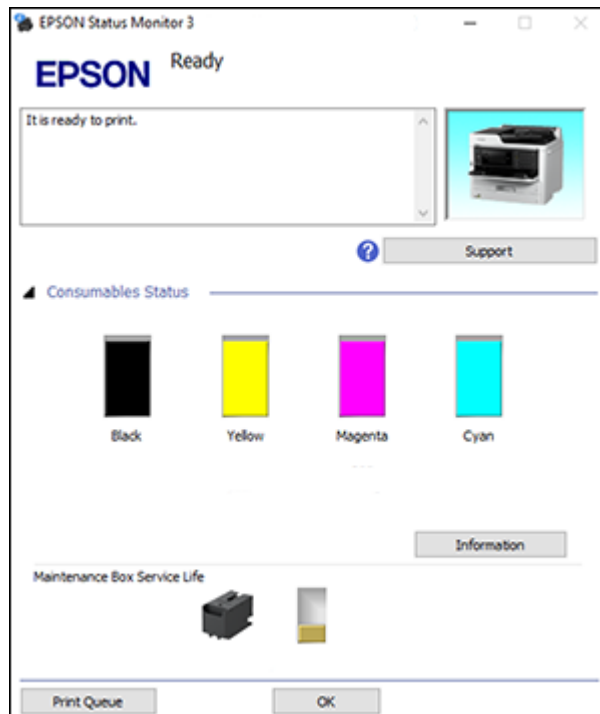 EPSON Status Monitor 3
EPSON
Ready
It is ready to print.
Support
Consumables Status
Black Yellow Magenta Cyan
Information
Maintenance Box Service Life
Print Queue OK